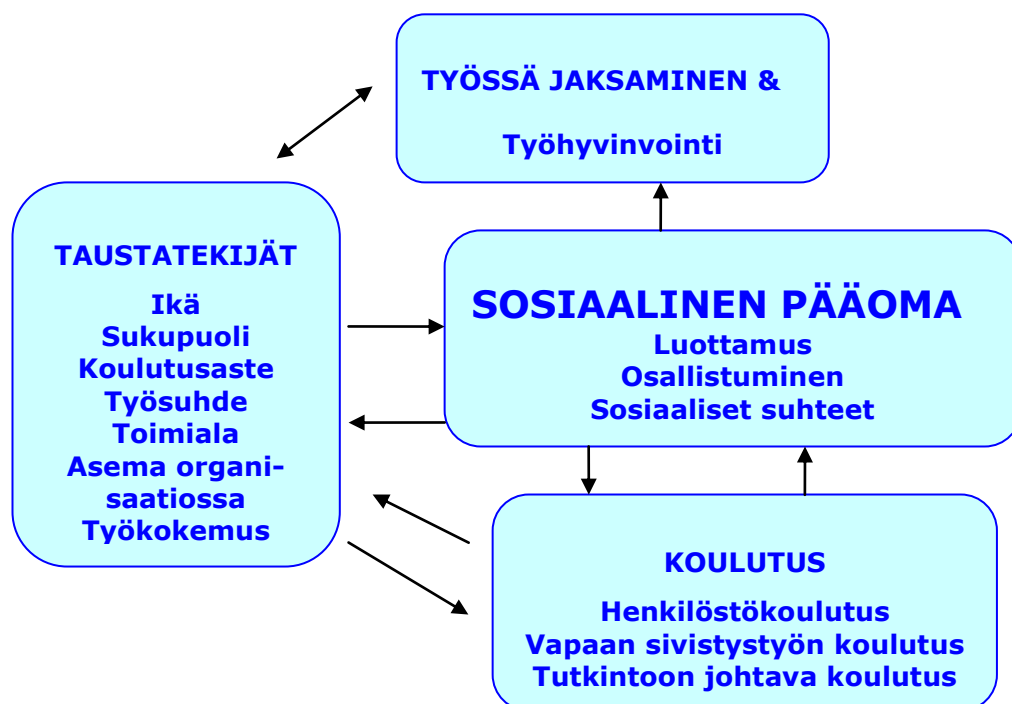 TYÖSSÄ JAKSAMINEN &
Työhyvinvointi
TAUSTATEKIJÄT
Ikä
Sukupuoli
Koulutusaste
Työsuhde
Toimiala
Asema organi-
saatiossa
Työkokemus
SOSIAALINEN PÄÄOMA
Luottamus
Osallistuminen
Sosiaaliset suhteet
KOULUTUS
Henkilöstökoulutus
Vapaan sivistystyön koulutus
Tutkintoon johtava koulutus